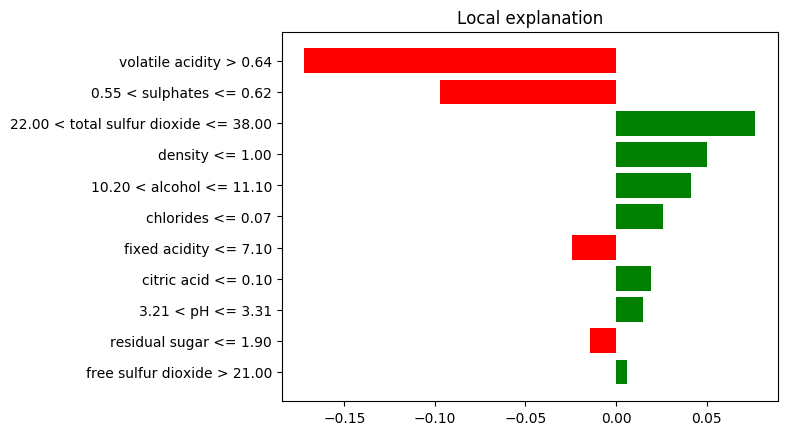 Local explanation
volatile acidity > 0.64
0.55 < sulphates <= 0.62
22.00 < total sulfur dioxide <= 38.00
density <= 1.00
10.20 < alcohol <= 11.10
chlorides <= 0.07
fixed acidity <= 7.10
citric acid <= 0.10
3.21 < pH <= 3.31
residual sugar <= 1.90
free sulfur dioxide > 21.00
−0.15 −0.10 −0.05 0.00 0.05